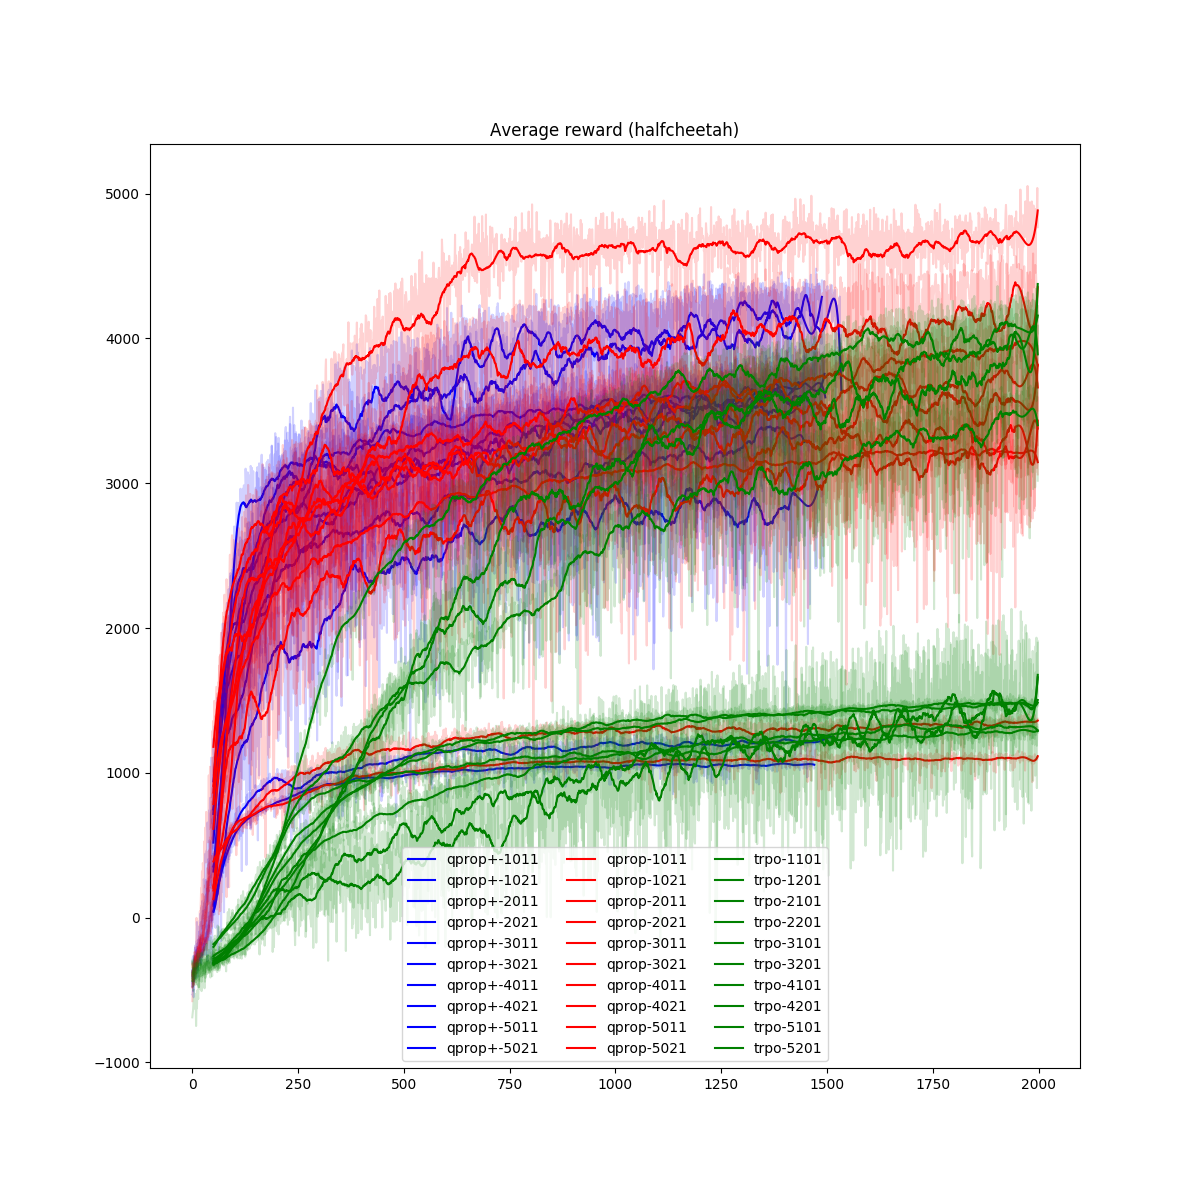 Average reward (halfcheetah)
5000
4000
3000
2000
1000
0
−1000
qprop+-1011 qprop-1011 trpo-1101
qprop+-1021 qprop-1021 trpo-1201
qprop+-2011 qprop-2011 trpo-2101
qprop+-2021 qprop-2021 trpo-2201
qprop+-3011 qprop-3011 trpo-3101
qprop+-3021 qprop-3021 trpo-3201
qprop+-4011 qprop-4011 trpo-4101
qprop+-4021 qprop-4021 trpo-4201
qprop+-5011 qprop-5011 trpo-5101
qprop+-5021 qprop-5021 trpo-5201
0 250 500 750 1000 1250 1500 1750 2000